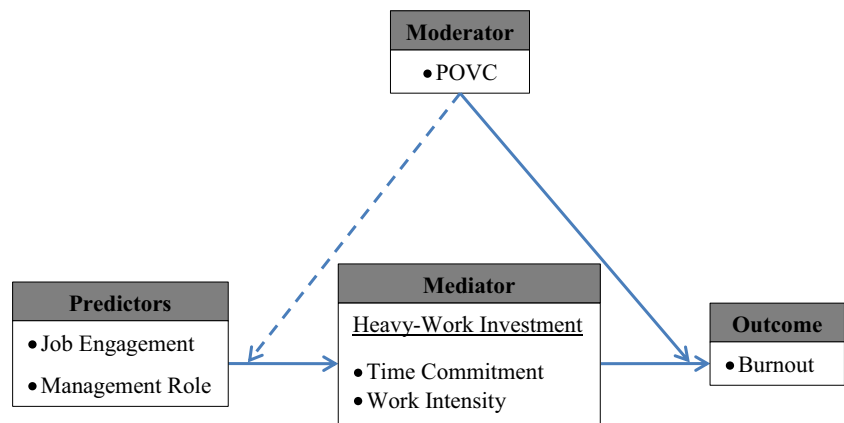 Moderator
• POVC
Predictors
• Job Engagement
• Management Role
Mediator
Heavy-Work Investment
• Time Commitment
• Work Intensity
Outcome
• Burnout